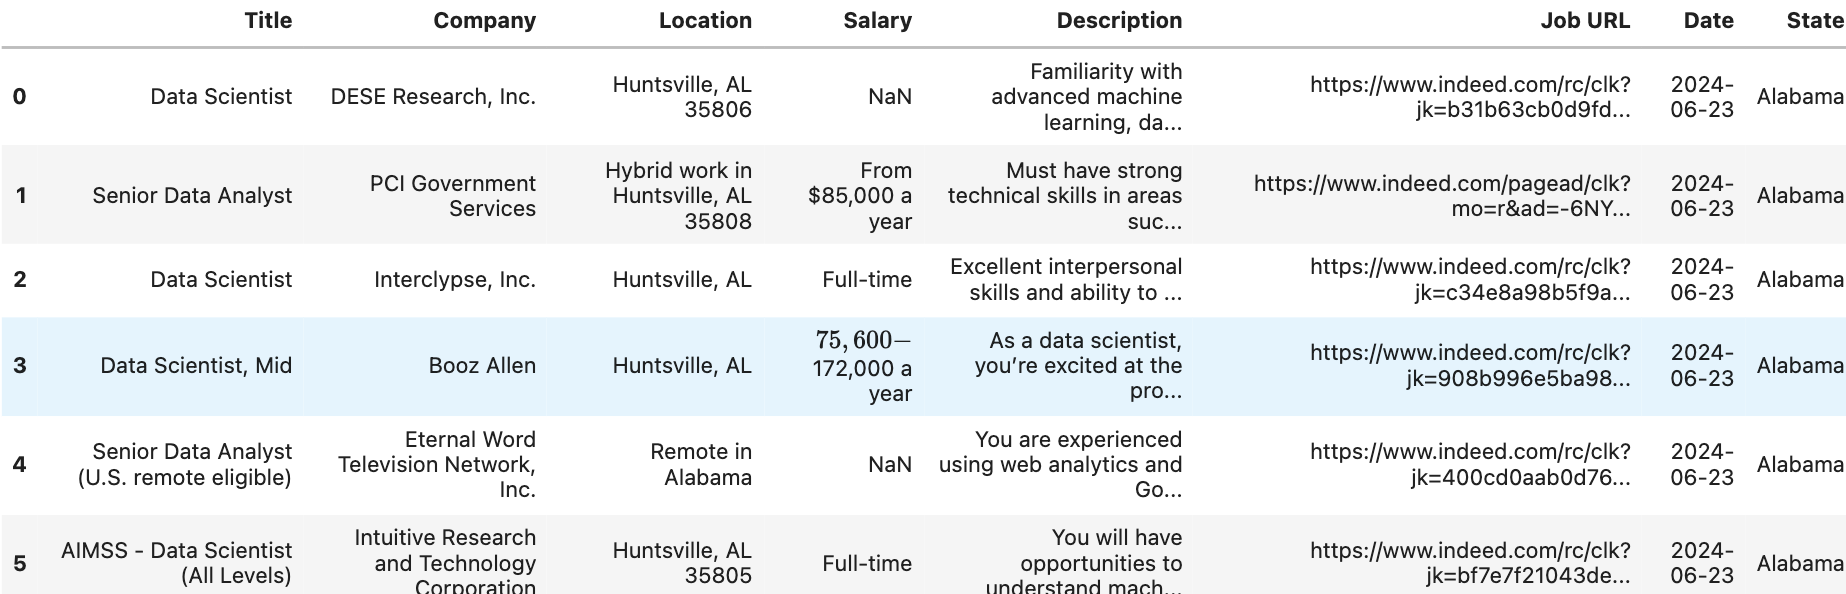 Title Company Location Salary Description Job URL Date State
0 Data Scientist DESE Research, Inc. Huntsville, AL
35806 NaN Familiarity with
advanced machine
learning, da... https://www.indeed.com/rc/clk?
jk=b31b63cb0d9fd... 2024-
06-23 Alabama
1 Senior Data Analyst PCI Government
Services Hybrid work in
Huntsville, AL
35808 From
$85,000 a
year Must have strong
technical skills in areas
suc... https://www.indeed.com/pagead/clk?
mo=r&ad=-6NY... 2024-
06-23 Alabama
2 Data Scientist Interclypse, Inc. Huntsville, AL Full-time Excellent interpersonal
skills and ability to ... https://www.indeed.com/rc/clk?
jk=c34e8a98b5f9a... 2024-
06-23 Alabama
3 Data Scientist, Mid Booz Allen Huntsville, AL 75,600−
172,000 a
year As a data scientist,
you’re excited at the
pro... https://www.indeed.com/rc/clk?
jk=908b996e5ba98... 2024-
06-23 Alabama
4 Senior Data Analyst
(U.S. remote eligible) Eternal Word
Television Network,
Inc. Remote in
Alabama NaN You are experienced
using web analytics and
Go... https://www.indeed.com/rc/clk?
jk=400cd0aab0d76... 2024-
06-23 Alabama
5 AIMSS - Data Scientist
(All Levels) Intuitive Research
and Technology
Corporation Huntsville, AL
35805 Full-time You will have
opportunities to
understand mach... https://www.indeed.com/rc/clk?
jk=bf7e7f21043de... 2024-
06-23 Alabama